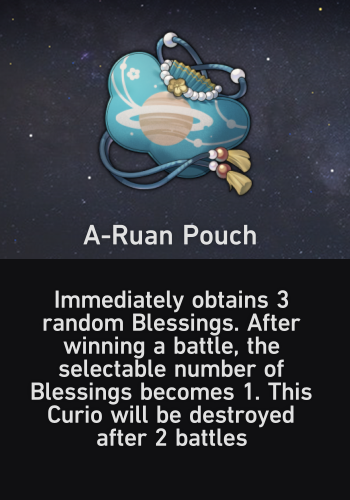 A-Ruan Pouch
Immediately obtains 3
random Blessings. After
winning a battle, the
selectable number of
Blessings becomes 1. This
Curio will be destroyed
after 2 battles